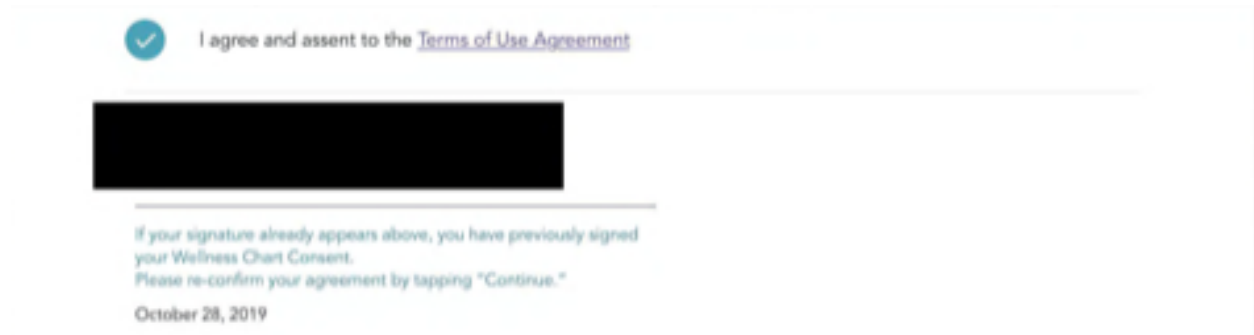 I agree and assent to the Terms of Use Agreement
If your signature already appears above, you have previously signed
your Wellness Chart Consent.
Please re-confirm your agreement by tapping "Continue."
October 28, 2019